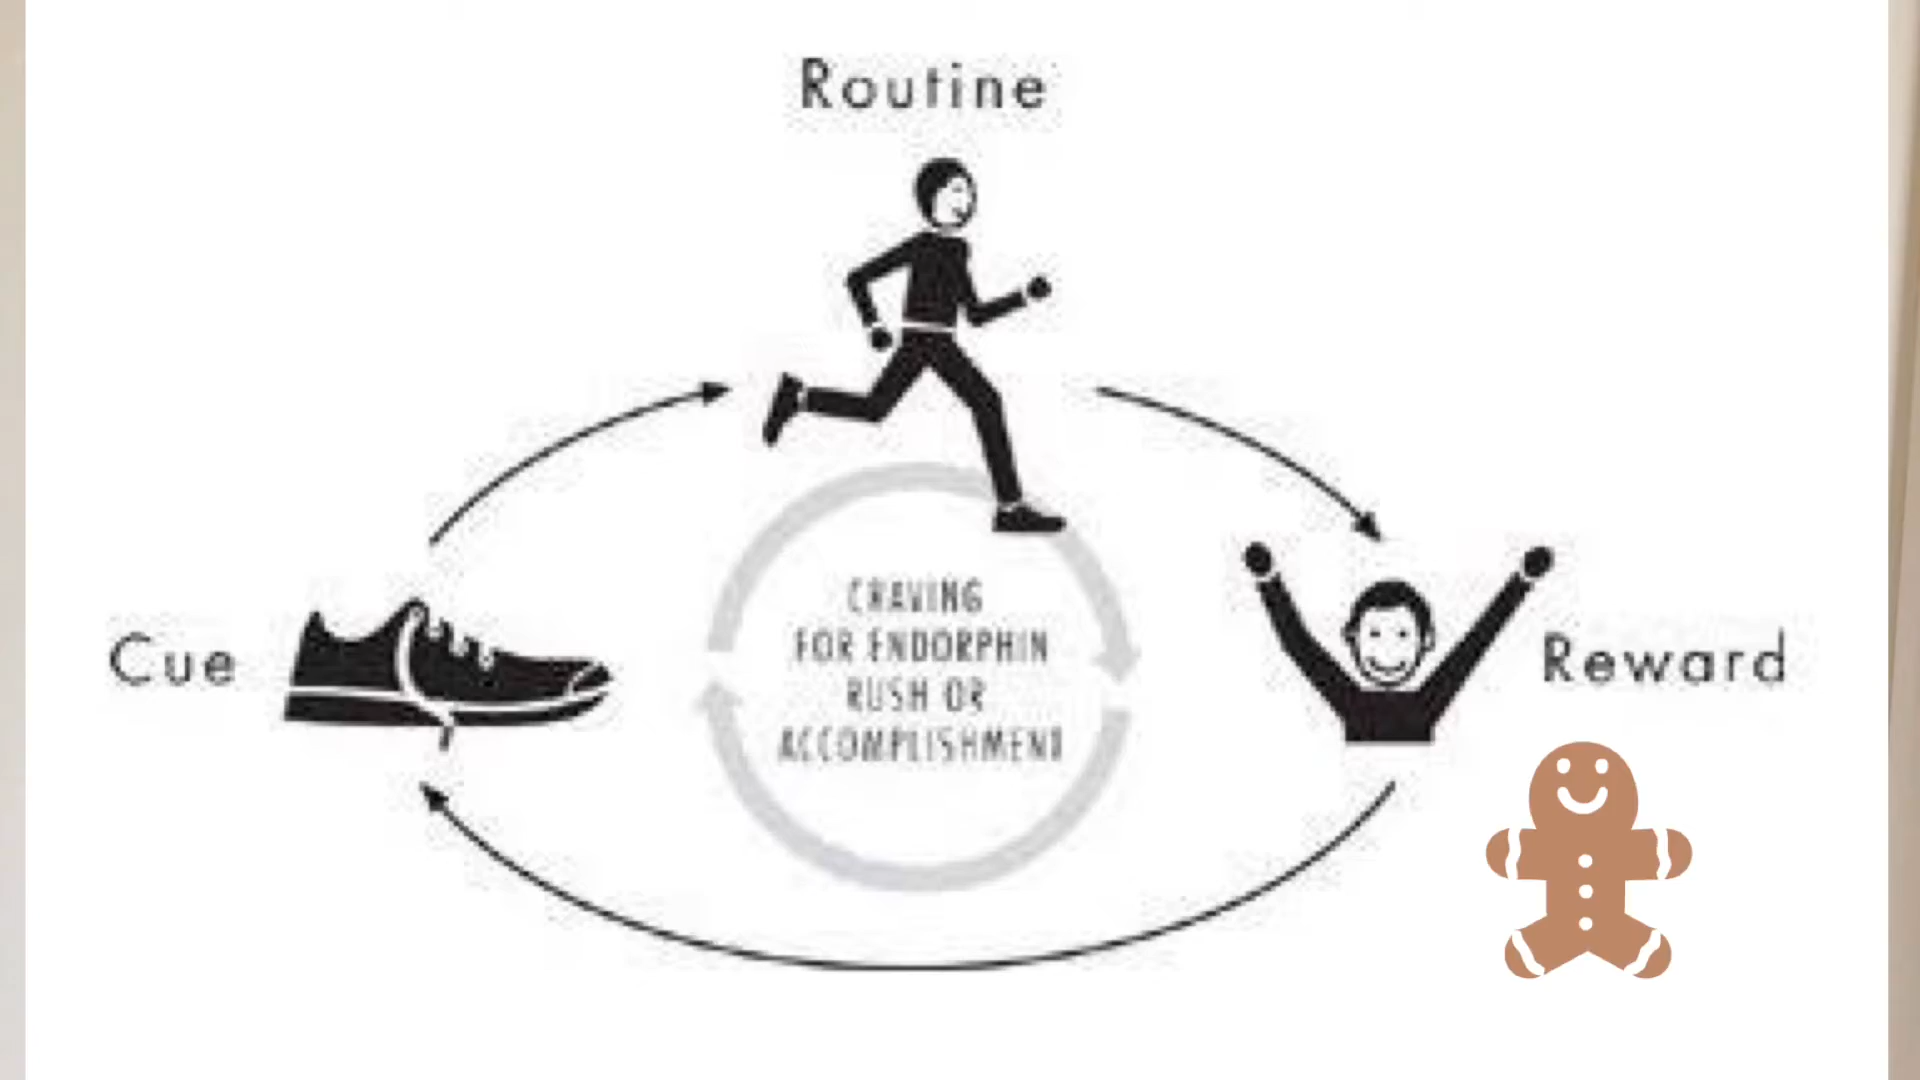 Routine
Cue
CRAVING
FOR ENDORPHIN
RUSH OR
ACCOMPLISHMENT
Reward